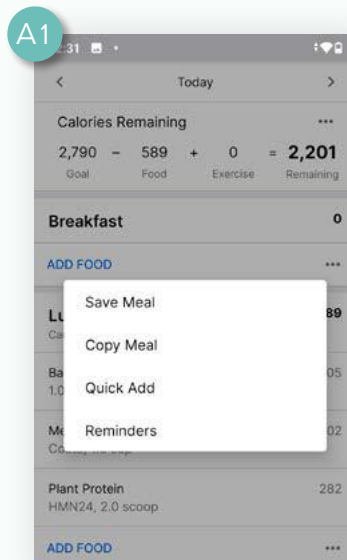 A1
:31
< Today >
Calories Remaining ...
2,790 − 589 + 0 = 2,201
Goal Food Exercise Remaining
Breakfast 0
ADD FOOD ...
Save Meal
Copy Meal
Quick Add
Reminders
Plant Protein 282
HMN24, 2.0 scoop
ADD FOOD ...